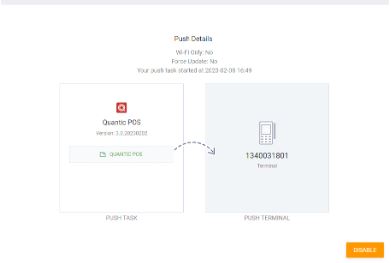 Push Details
Wi-Fi Only: No
Force Update: No
Your push task started at 2023-02-08 16:49
Quantic POS
Version: 3.2.20230202
QUANTIC POS
1340031801
Terminal
PUSH TASK
PUSH TERMINAL
DISABLE